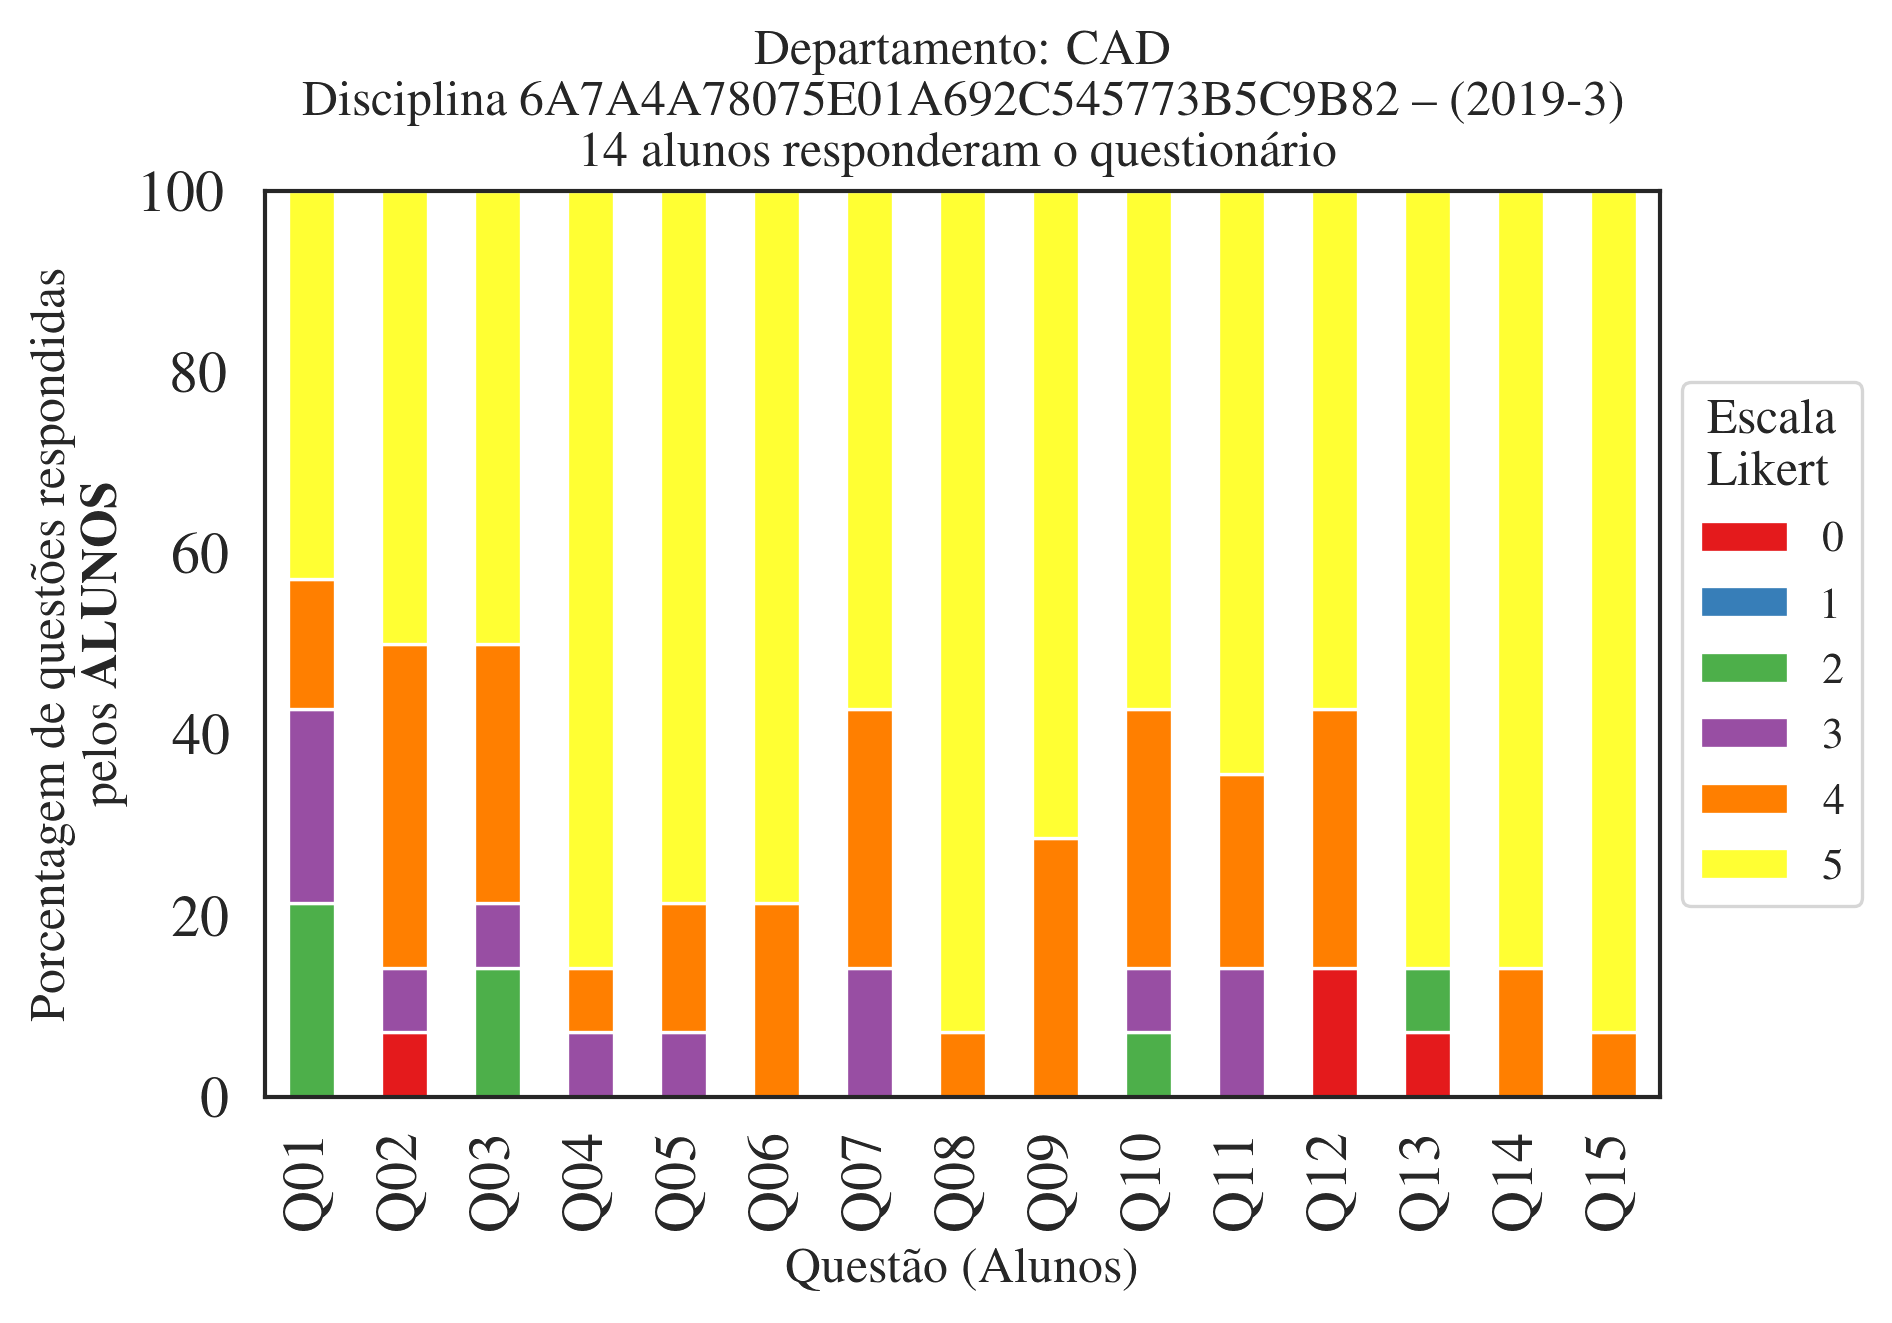 Departamento: CAD
Disciplina 6A7A4A78075E01A692C545773B5C9B82 – (2019-3)
14 alunos responderam o questionário
Porcentagem de questões respondidas
pelos ALUNOS
100
80
60
40
20
0
Q01
Q02
Q03
Q04
Q05
Q06
Q07
Q08
Q09
Q10
Q11
Q12
Q13
Q14
Q15
Questão (Alunos)
Escala
Likert
0
1
2
3
4
5